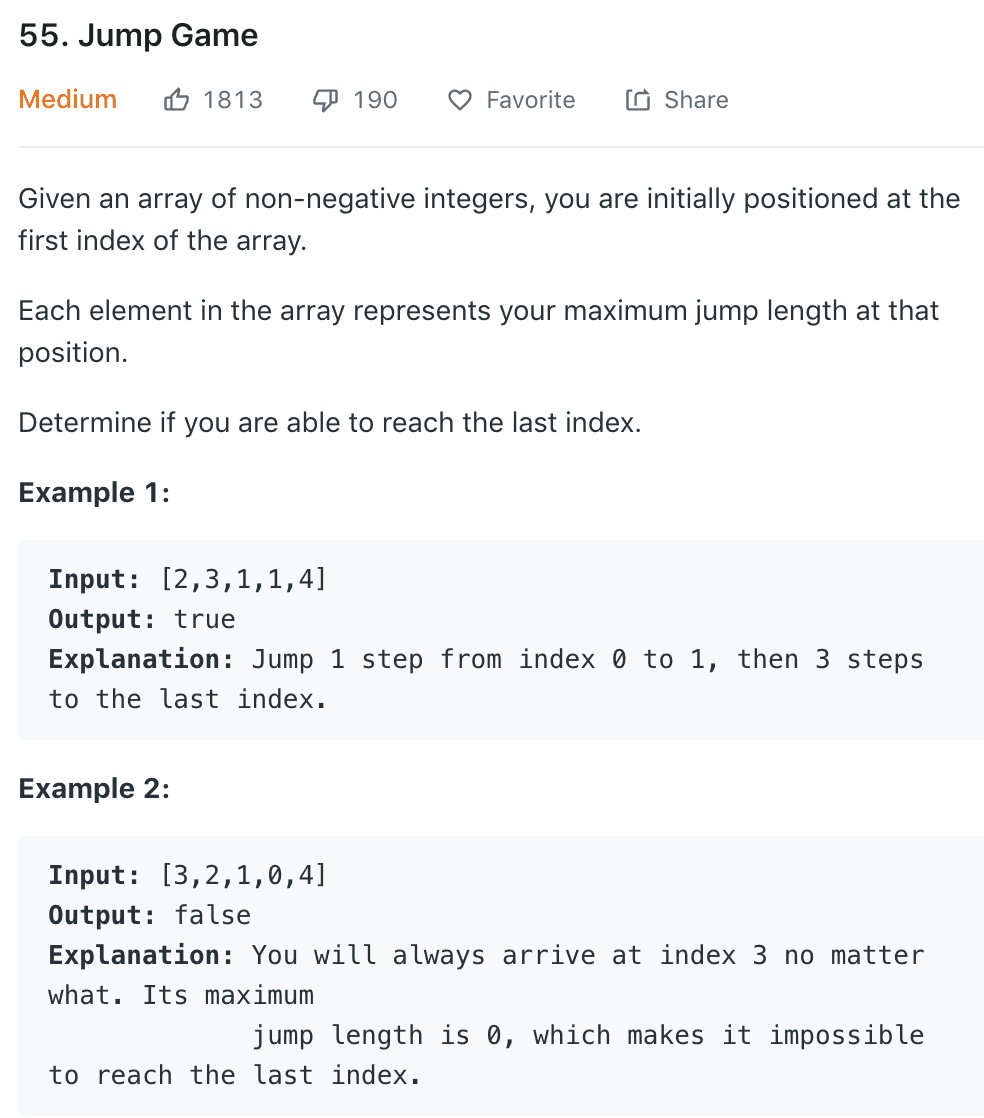 55. Jump Game
Medium 1813 190 Favorite Share
Given an array of non-negative integers, you are initially positioned at the
first index of the array.
Each element in the array represents your maximum jump length at that
position.
Determine if you are able to reach the last index.
Example 1:
Input: [2,3,1,1,4]
Output: true
Explanation: Jump 1 step from index 0 to 1, then 3 steps
to the last index.
Example 2:
Input: [3,2,1,0,4]
Output: false
Explanation: You will always arrive at index 3 no matter
what. Its maximum
jump length is 0, which makes it impossible
to reach the last index.